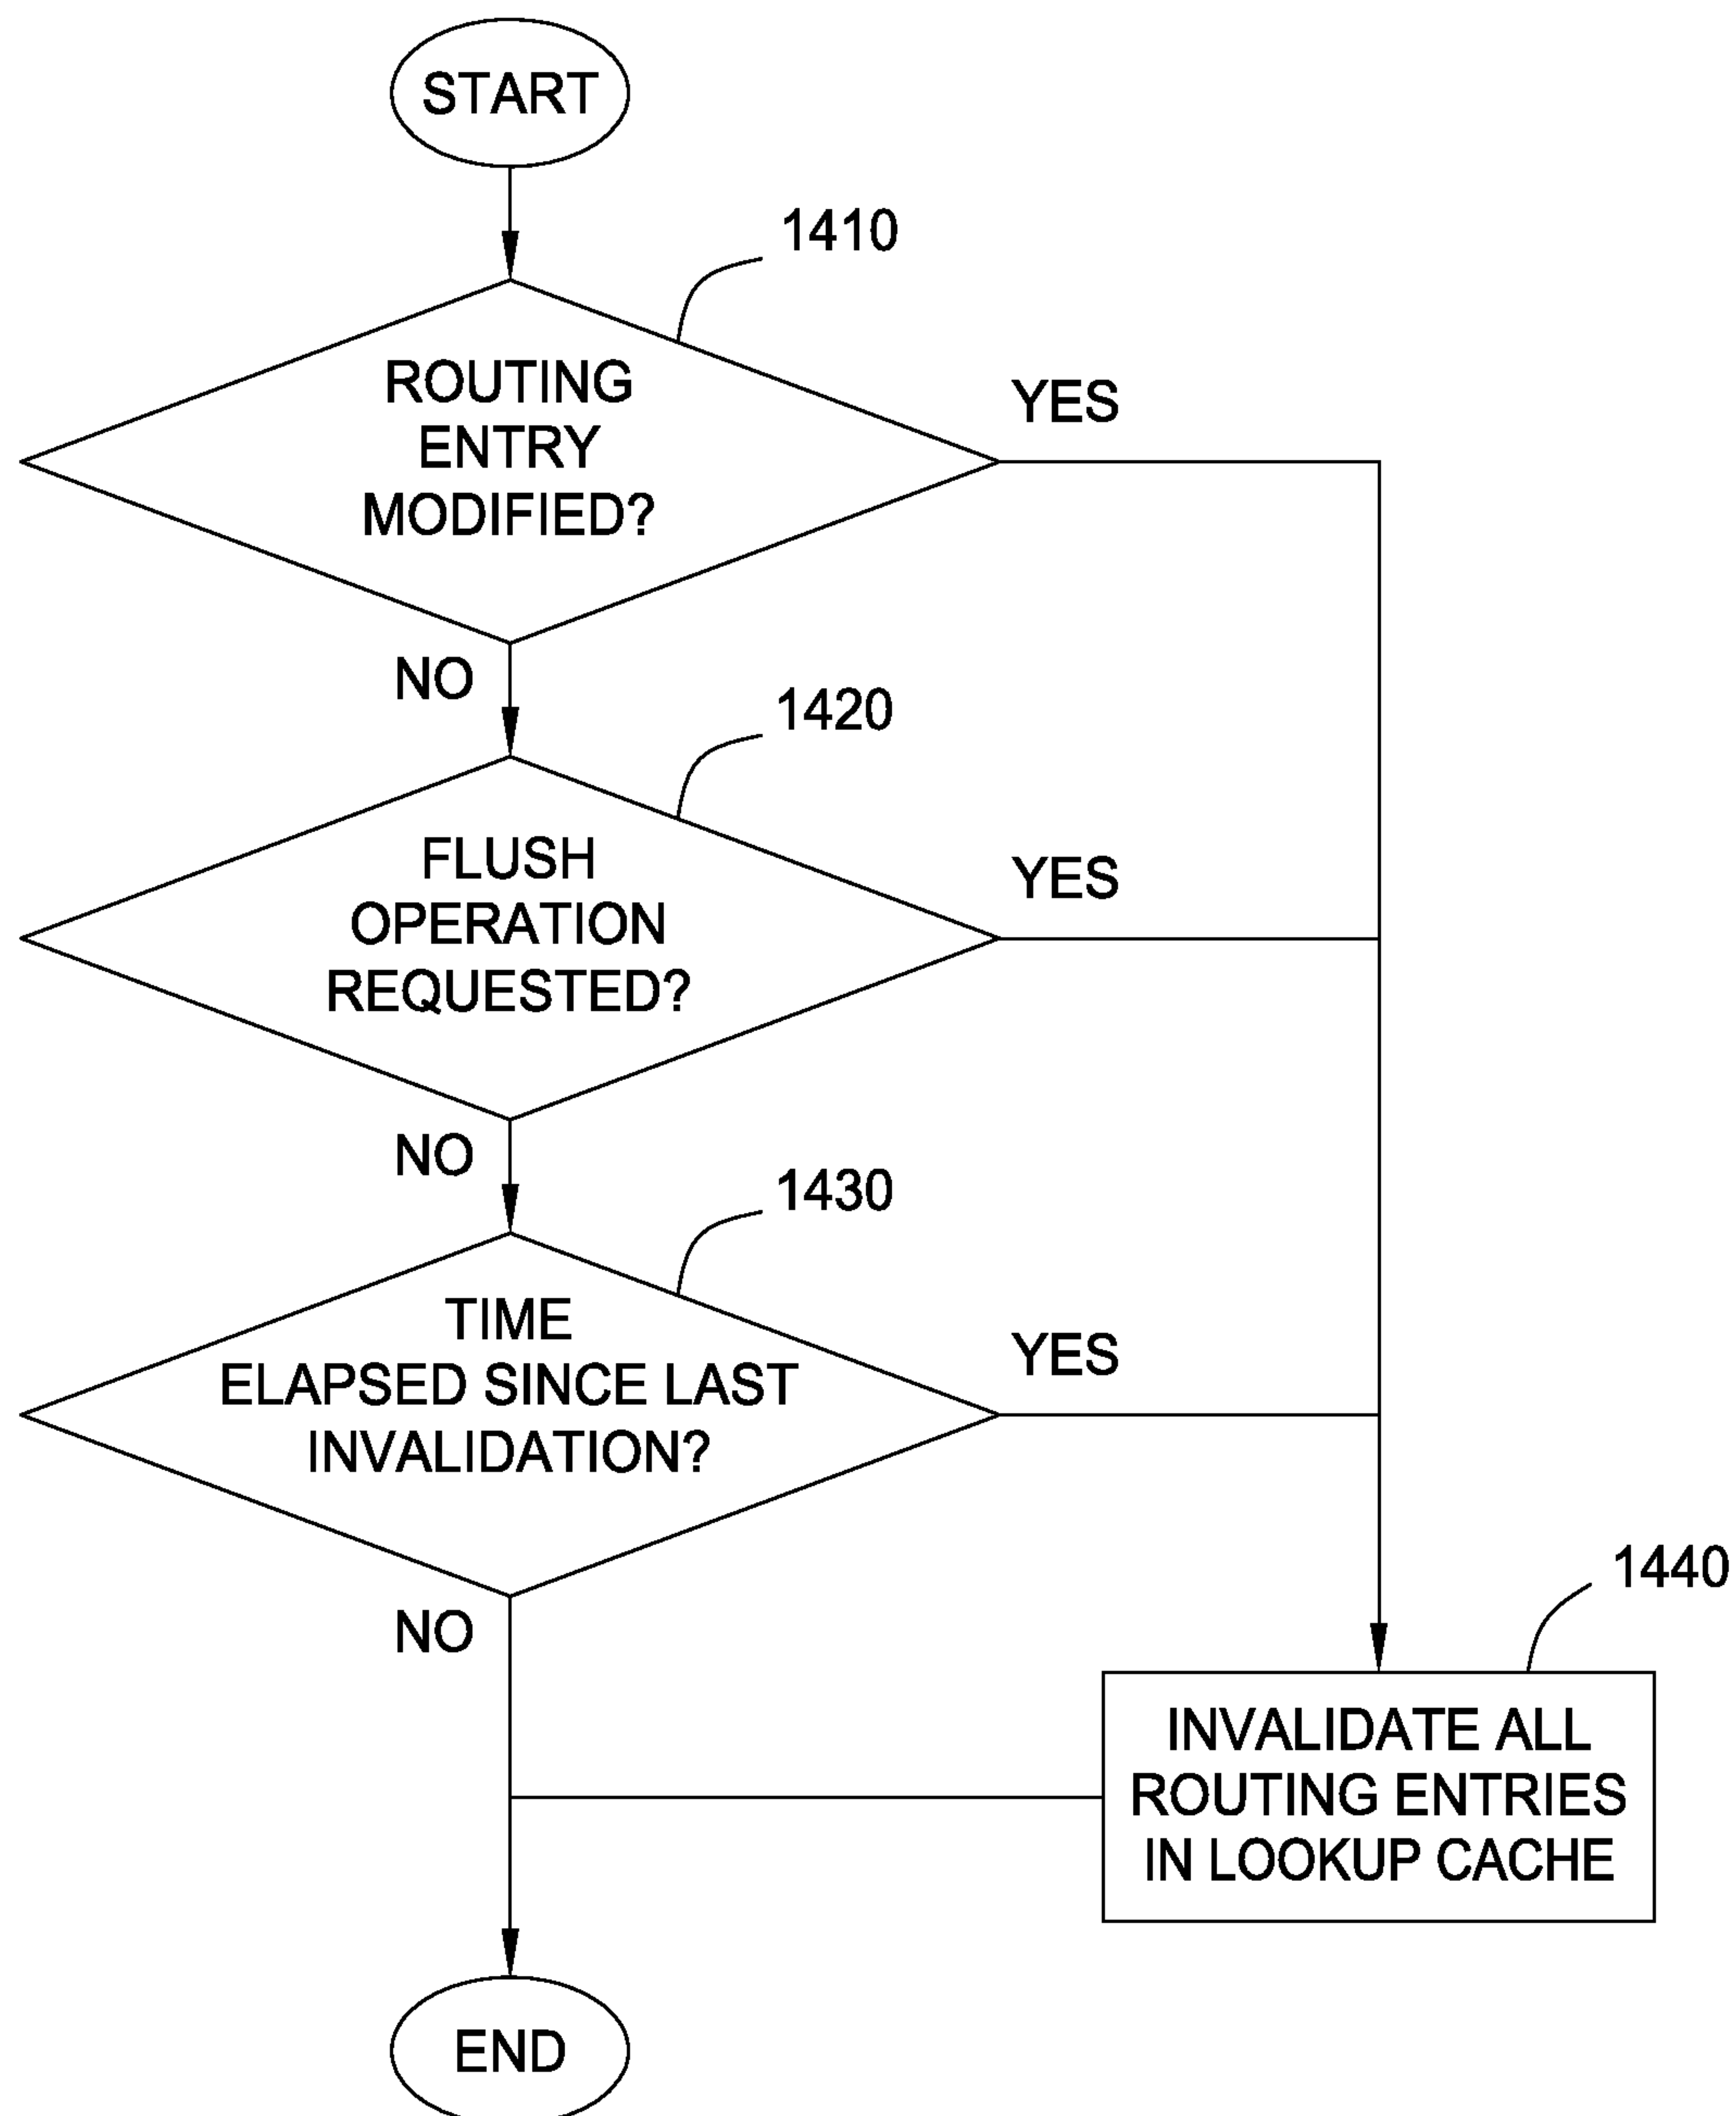 START
1410
ROUTING
ENTRY
MODIFIED?
YES
NO
1420
FLUSH
OPERATION
REQUESTED?
YES
NO
1430
TIME
ELAPSED SINCE LAST
INVALIDATION?
YES
NO
1440
INVALIDATE ALL
ROUTING ENTRIES
IN LOOKUP CACHE
END